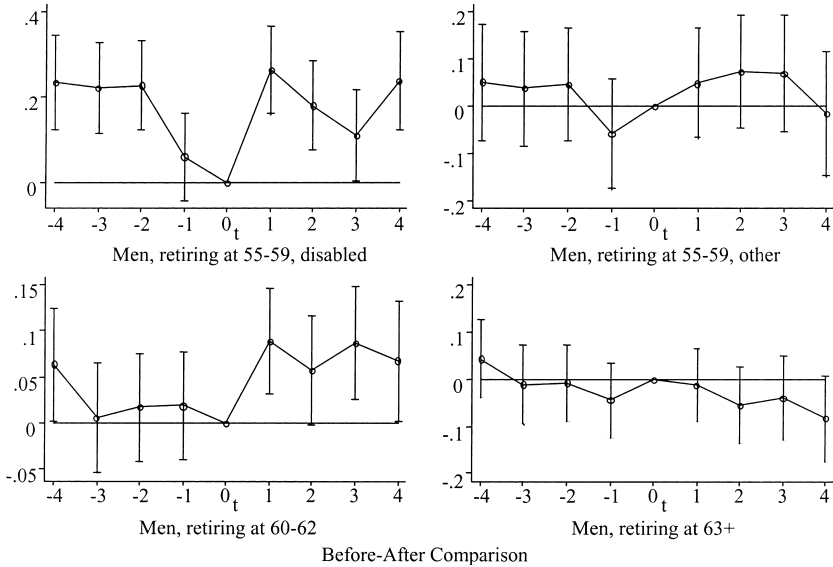 .4
.2
0
-4 -3 -2 -1 0 1 2 3 4
t
Men, retiring at 55-59, disabled
.2
.1
0
-.1
-.2
-4 -3 -2 -1 0 1 2 3 4
t
Men, retiring at 55-59, other
.15
.1
.05
0
-.05
-4 -3 -2 -1 0 1 2 3 4
t
Men, retiring at 60-62
.2
.1
0
-.1
-.2
-4 -3 -2 -1 0 1 2 3 4
t
Men, retiring at 63+
Before-After Comparison